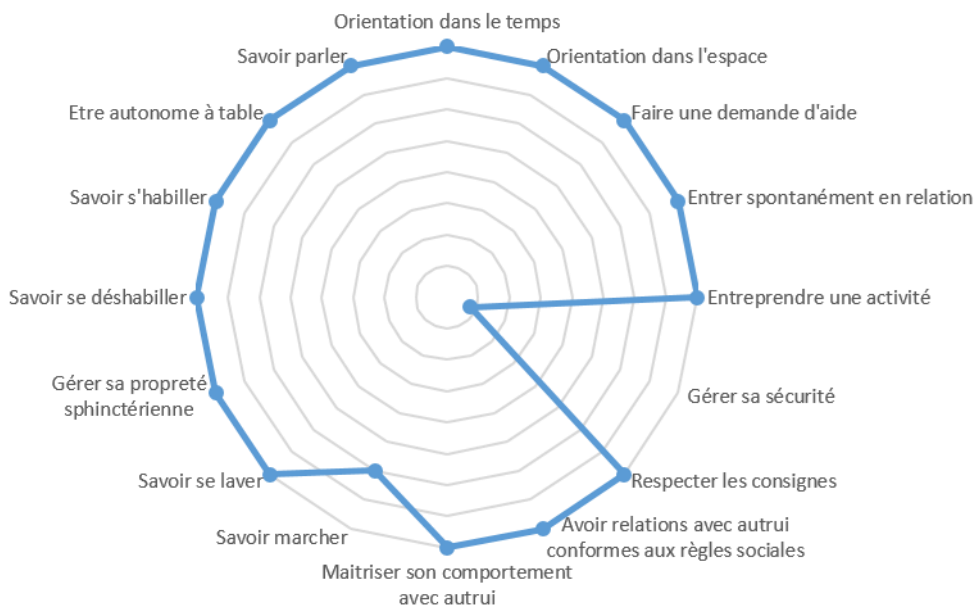 Orientation dans le temps
Orientation dans l'espace
Faire une demande d'aide
Entrer spontanément en relation
Entreprendre une activité
Gérer sa sécurité
Respecter les consignes
Avoir relations avec autrui
conformes aux règles sociales
Maitriser son comportement
avec autrui
Savoir marcher
Savoir se laver
Gérer sa propreté
sphinctérienne
Savoir se déshabiller
Savoir s'habiller
Etre autonome à table
Savoir parler